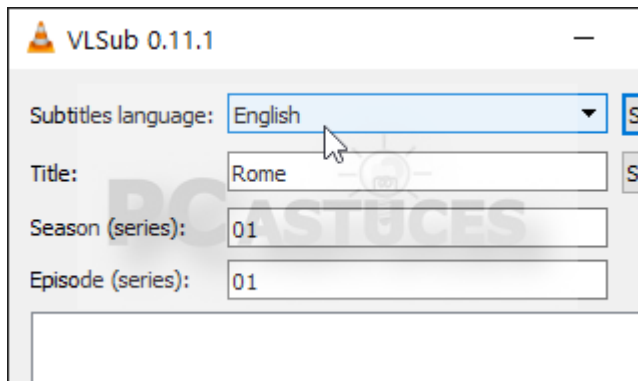 VLSub 0.11.1
Subtitles language: English
Title: Rome
Season (series): 01
Episode (series): 01
PC ASTUCES